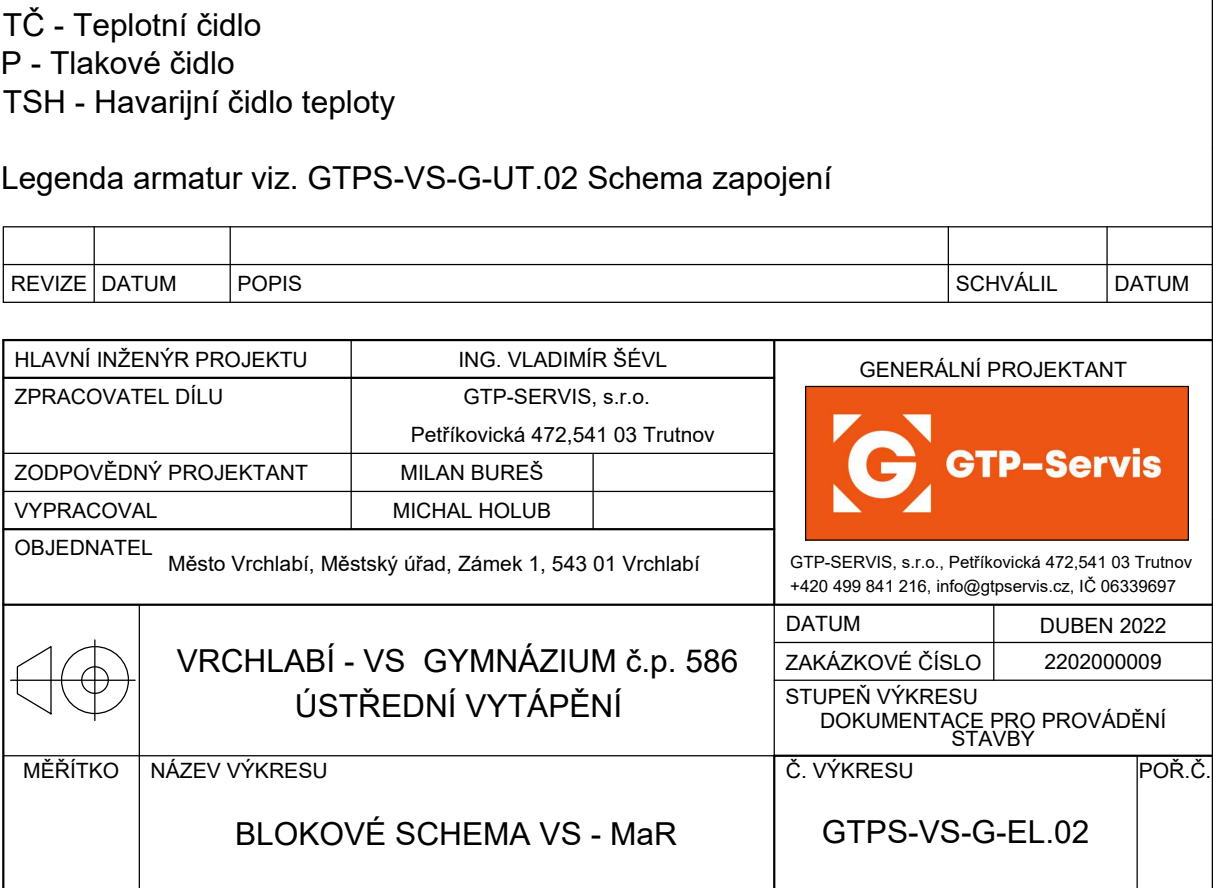 TČ - Teplotní čidlo
P - Tlakové čidlo
TSH - Havarijní čidlo teploty
Legenda armatur viz. GTPS-VS-G-UT.02 Schema zapojení
REVIZE DATUM POPIS SCHVÁLIL DATUM
HLAVNÍ INŽENÝR PROJEKTU ING. VLADIMÍR ŠÉVL
ZPRACOVATEL DÍLU GTP-SERVIS, s.r.o.
Petříkovická 472,541 03 Trutnov
ZODPOVĚDNÝ PROJEKTANT MILAN BUREŠ
VYPRACOVAL MICHAL HOLUB
OBJEDNATEL Město Vrchlabí, Městský úřad, Zámek 1, 543 01 Vrchlabí
GENERÁLNÍ PROJEKTANT
G GTP-Servis
GTP-SERVIS, s.r.o., Petříkovická 472,541 03 Trutnov
+420 499 841 216, info@gtpservis.cz, IČ 06339697
VRCHLABÍ - VS GYMNÁZIUM č.p. 586
ÚSTŘEDNÍ VYTÁPĚNÍ
DATUM DUBEN 2022
ZAKÁZKOVÉ ČÍSLO 2202000009
STUPEŇ VÝKRESU
DOKUMENTACE PRO PROVÁDĚNÍ
STAVBY
MĚŘÍTKO NÁZEV VÝKRESU
BLOKOVÉ SCHEMA VS - MaR
Č. VÝKRESU POŘ.Č.
GTPS-VS-G-EL.02